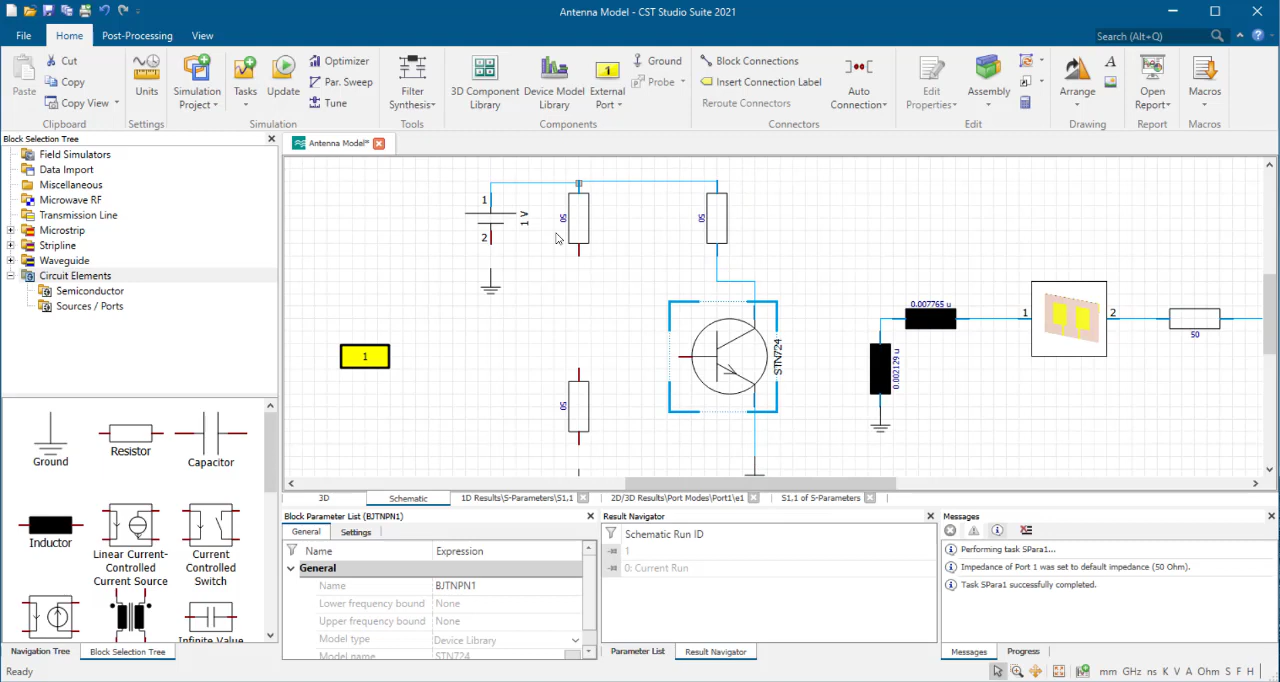 Antenna Model - CST Studio Suite 2021
File
Home
Post-Processing
View
Search (Alt+Q)
Paste
Cut
Copy
Copy View
Clipboard
Units
Settings
Simulation Project
Tasks
Update
Optimizer
Par. Sweep
Tune
Simulation
Filter Synthesis
Tools
3D Component Library
Device Model Library
External Port
Ground
Probe
Components
Block Connections
Insert Connection Label
Reroute Connectors
Auto Connection
Connectors
Edit Properties
Assembly
Edit
Arrange
A
Drawing
Open Report
Report
Macros
Macros
Block Selection Tree
Field Simulators
Data Import
Miscellaneous
Microwave RF
Transmission Line
Microstrip
Stripline
Waveguide
Circuit Elements
Semiconductor
Sources / Ports
Ground
Resistor
Capacitor
Inductor
Linear Current-Controlled Current Source
Current Controlled Switch
Infinite Value
Navigation Tree
Block Selection Tree
Antenna Model*
1
2
1 V
50
50
1
50
STN724
0.007765 u
0.002129 u
1
2
50
3D
Schematic
1D Results\S-Parameters\S1,1
2D/3D Results\Port Modes\Port1\e1
S1.1 of S-Parameters
Block Parameter List (BJTNPN1)
General
Settings
Name
Expression
General
Name
BJTNPN1
Lower frequency bound
None
Upper frequency bound
None
Model type
Device Library
Model name
STN724
Result Navigator
Schematic Run ID
1
0: Current Run
Parameter List
Result Navigator
Messages
Performing task SPara1...
Impedance of Port 1 was set to default impedance (50 Ohm).
Task SPara1 successfully completed.
Messages
Progress
Ready
mm GHz ns K V A Ohm S F H